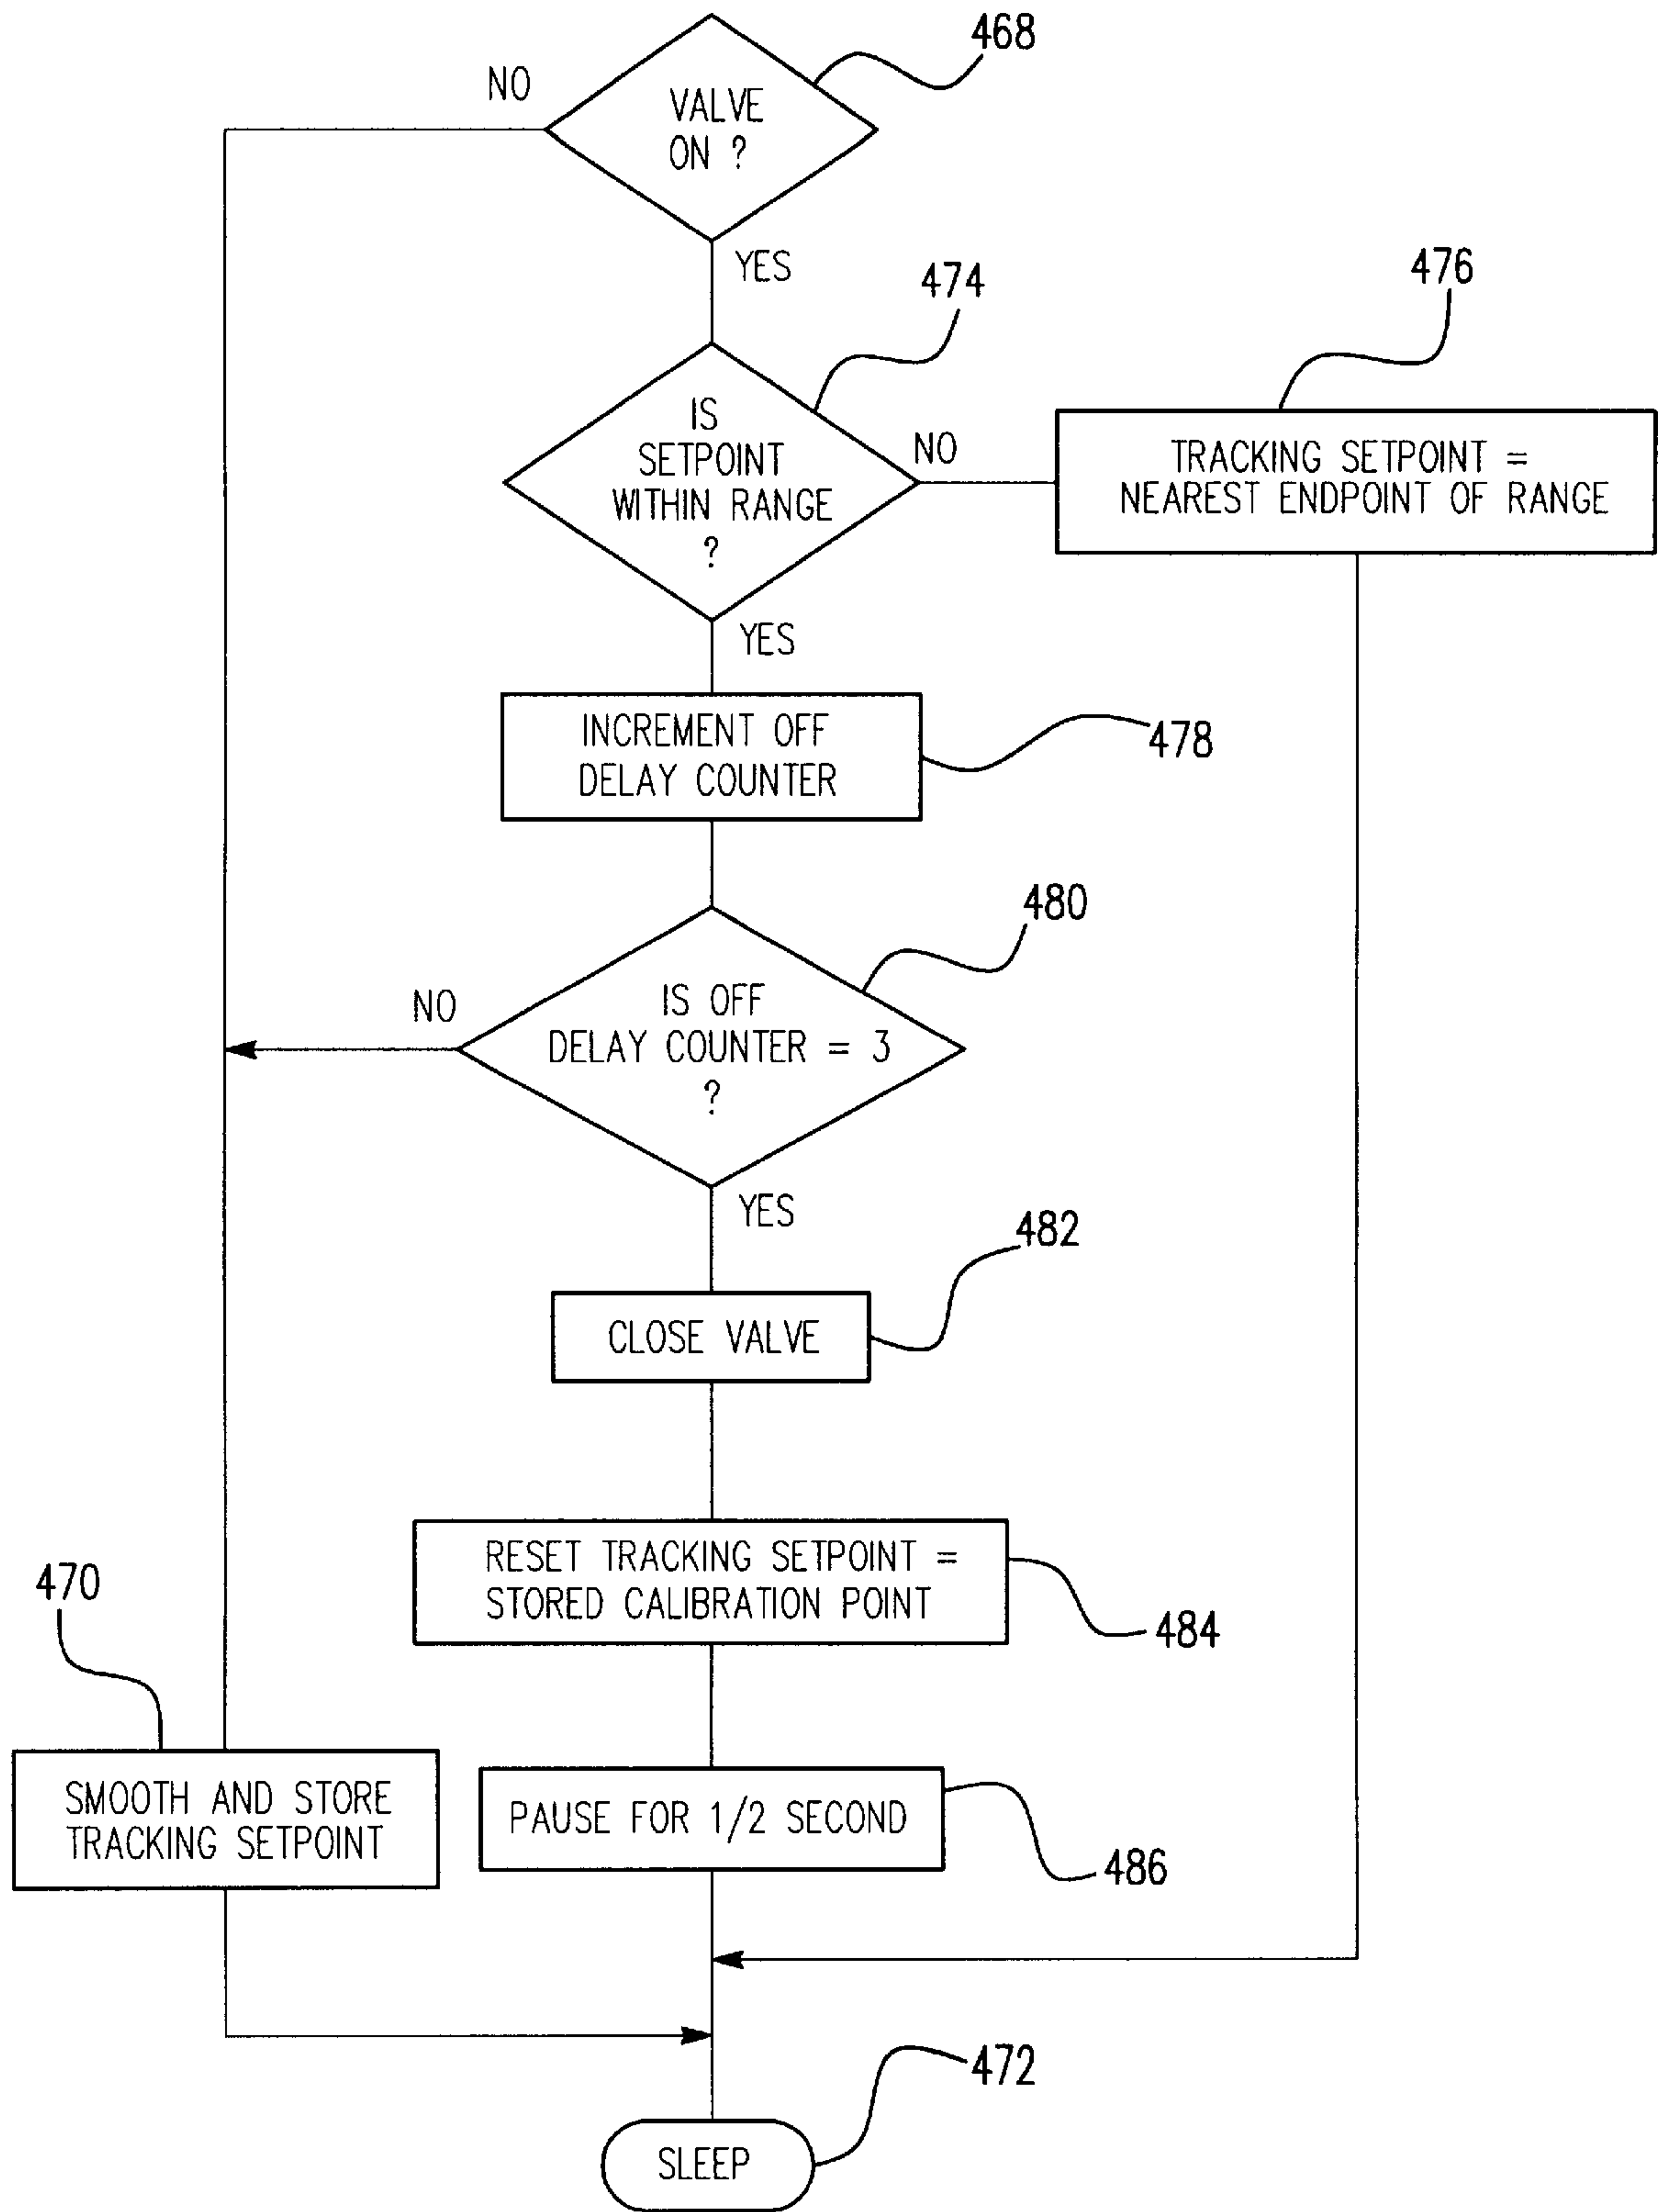 468
NO
VALVE
ON ?
YES
474
476
IS
SETPOINT
WITHIN RANGE
?
NO
TRACKING SETPOINT =
NEAREST ENDPOINT OF RANGE
YES
INCREMENT OFF
DELAY COUNTER
478
480
NO
IS OFF
DELAY COUNTER = 3
?
YES
482
CLOSE VALVE
RESET TRACKING SETPOINT =
STORED CALIBRATION POINT
484
470
SMOOTH AND STORE
TRACKING SETPOINT
PAUSE FOR 1/2 SECOND
486
472
SLEEP